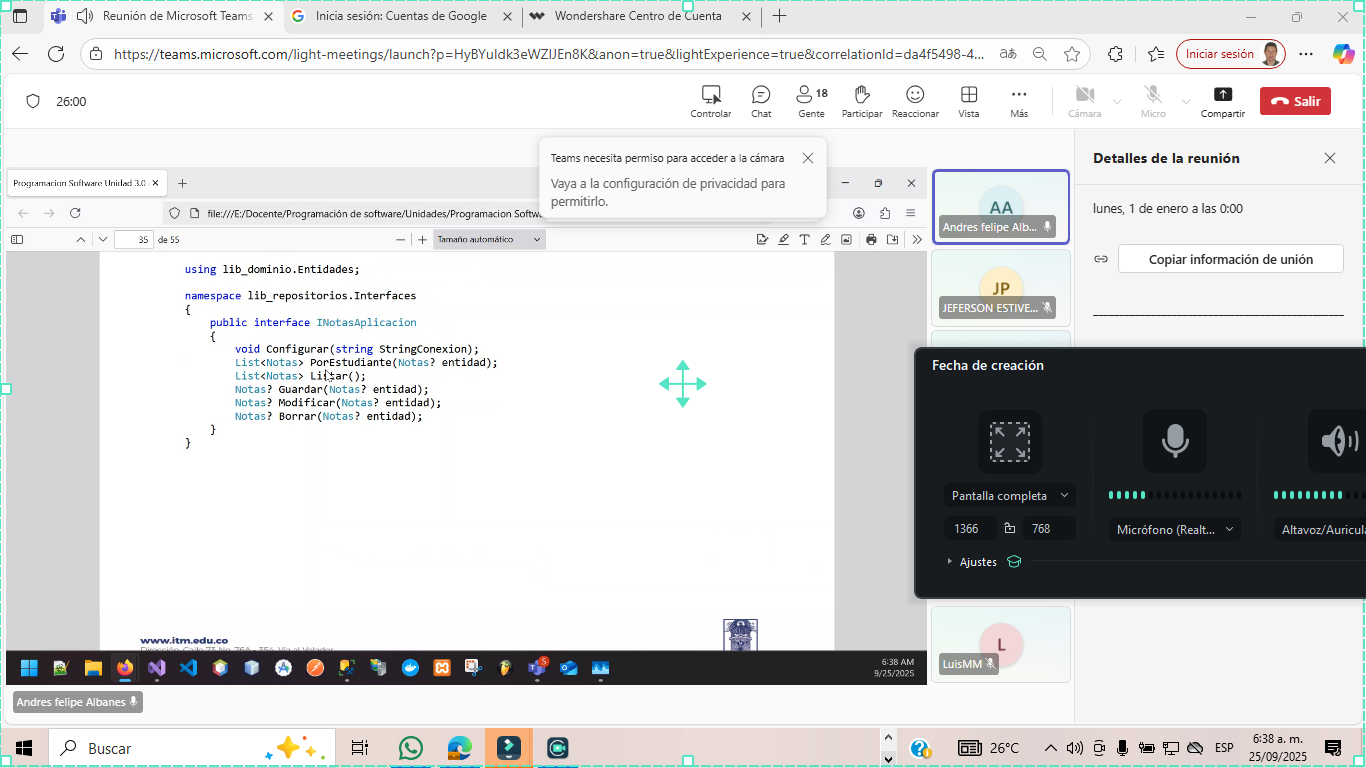 Reunión de Microsoft Teams
Inicia sesión: Cuentas de Google
Wondershare Centro de Cuenta
https://teams.microsoft.com/light-meetings/launch?p=HyBYuIdk3eWZIJEn8K&anon=true&lightExperience=true&correlationId=da4f5498-4...
Iniciar sesión
26:00
Controlar
Chat
18
Gente
Participar
Reaccionar
Vista
Más
Cámara
Micro
Compartir
Salir
Teams necesita permiso para acceder a la cámara
Vaya a la configuración de privacidad para
permitirlo.
Detalles de la reunión
lunes, 1 de enero a las 0:00
Copiar información de unión
Programacion Software Unidad 3.0
file:///E:/Docente/Programación de software/Unidades/Programacion Softw
35 de 55
Tamaño automático
using lib_dominio.Entidades;
namespace lib_repositorios.Interfaces
{
public interface INotasAplicacion
{
void Configurar(string StringConexion);
List<Notas> PorEstudiante(Notas? entidad);
List<Notas> Listar();
Notas? Guardar(Notas? entidad);
Notas? Modificar(Notas? entidad);
Notas? Borrar(Notas? entidad);
}
}
www.itm.edu.co
5
6:38 AM
9/25/2025
AA
Andres felipe Alb...
JP
JEFERSON ESTIVE...
L
LuisMM
Andres felipe Albanes
Fecha de creación
Pantalla completa
1366
768
Ajustes
Micrófono (Realt...
Altavoz/Auricula
Buscar
26°C
ESP
6:38 a. m.
25/09/2025